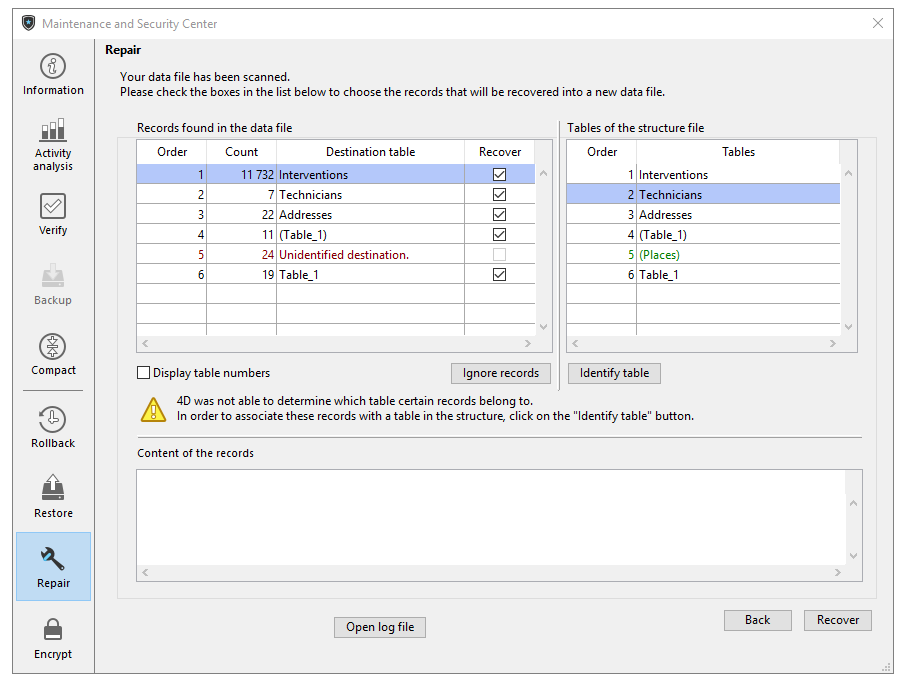 Maintenance and Security Center
Information
Activity
analysis
Verify
Backup
Compact
Rollback
Restore
Repair
Encrypt
Repair
Your data file has been scanned.
Please check the boxes in the list below to choose the records that will be recovered into a new data file.
Records found in the data file
Order Count Destination table Recover
1 11 732 Interventions
2 7 Technicians
3 22 Addresses
4 11 (Table_1)
5 24 Unidentified destination.
6 19 Table_1
Display table numbers
Ignore records
Tables of the structure file
Order Tables
1 Interventions
2 Technicians
3 Addresses
4 (Table_1)
5 (Places)
6 Table_1
Identify table
4D was not able to determine which table certain records belong to.
In order to associate these records with a table in the structure, click on the "Identify table" button.
Content of the records
Open log file
Back
Recover